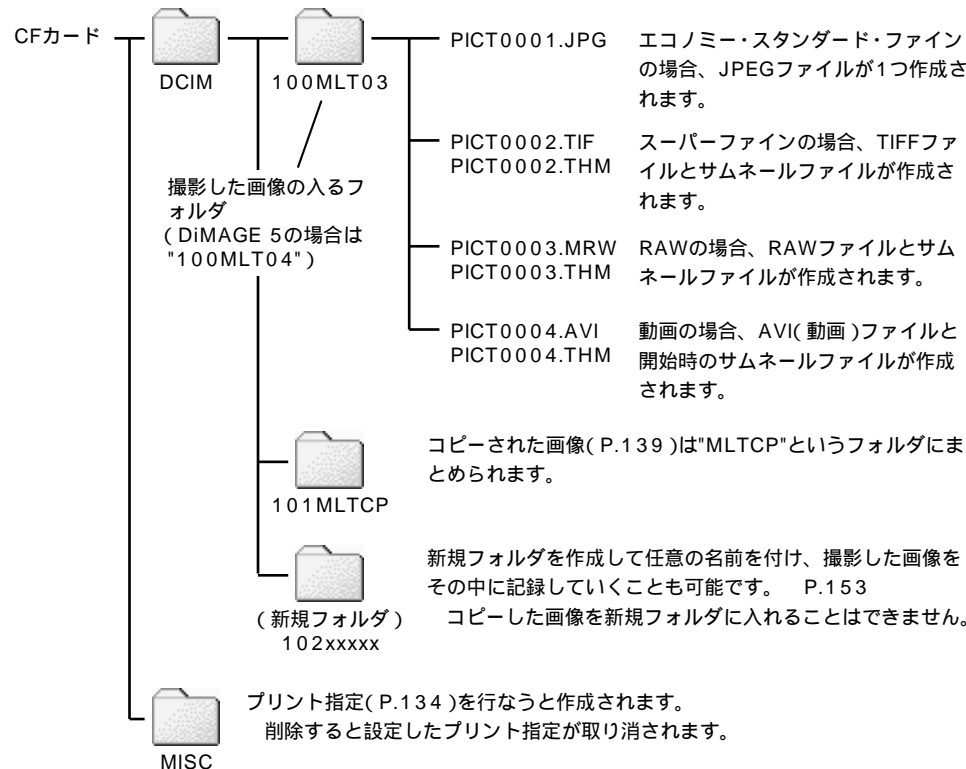 CFカード
DCIM
100MLT03
撮影した画像の入るフ
ォルダ
(DiMAGE 5の場合は
"100MLT04")
PICT0001.JPG
エコノミー・スタンダード・ファイン
の場合、JPEGファイルが1つ作成さ
れます。
PICT0002.TIF
PICT0002.THM
スーパーファインの場合、TIFFファ
イルとサムネールファイルが作成さ
れます。
PICT0003.MRW
PICT0003.THM
RAWの場合、RAWファイルとサム
ネールファイルが作成されます。
PICT0004.AVI
PICT0004.THM
動画の場合、AVI(動画)ファイルと
開始時のサムネールファイルが作成
されます。
101MLTCP
コピーされた画像(P.139)は"MLTCP"というフォルダにま
とめられます。
(新規フォルダ)
102xxxxx
新規フォルダを作成して任意の名前を付け、撮影した画像を
その中に記録していくことも可能です。 P.153
コピーした画像を新規フォルダに入れることはできません。
MISC
プリント指定(P.134)を行なうと作成されます。
削除すると設定したプリント指定が取り消されます。